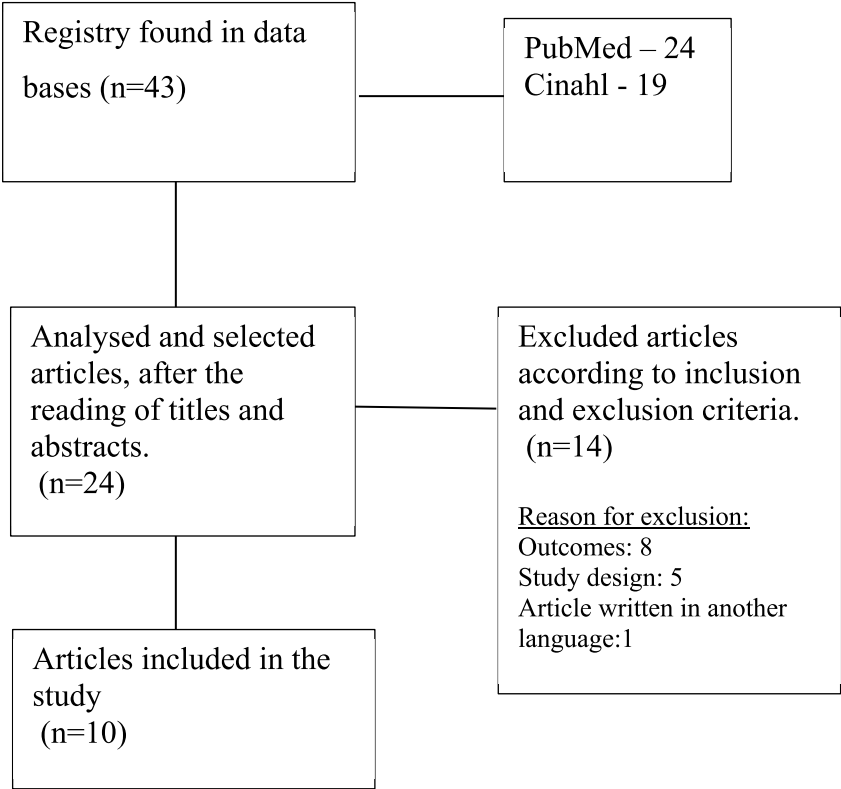 Registry found in data
bases (n=43)
PubMed – 24
Cinahl - 19
Analysed and selected
articles, after the
reading of titles and
abstracts.
(n=24)
Excluded articles
according to inclusion
and exclusion criteria.
(n=14)
Reason for exclusion:
Outcomes: 8
Study design: 5
Article written in another
language:1
Articles included in the
study
(n=10)